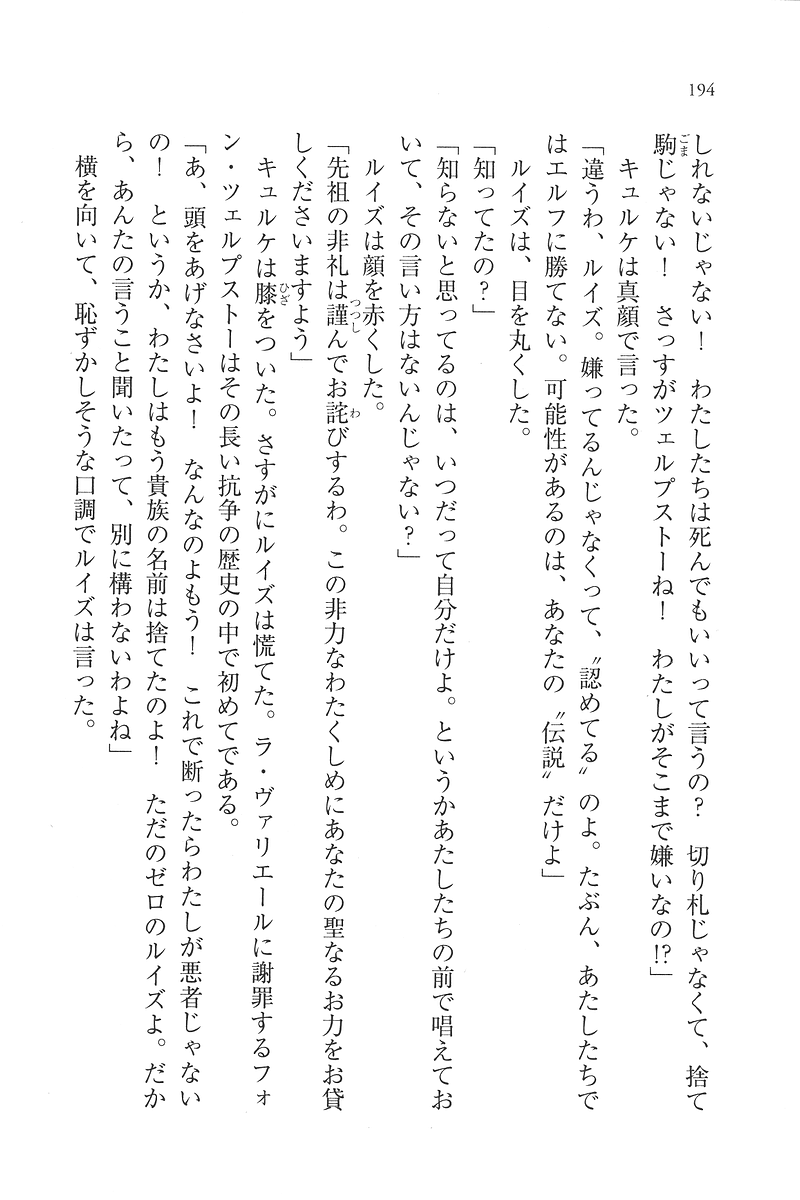 194
しれないじゃない！　わたしたちは死んでもいいって言うの？　切り札じゃなくて、捨て
駒じゃない！　さっすがツェルプストーね！　わたしがそこまで嫌いなの!?」
キュルケは真顔で言った。
「違うわ、ルイズ。嫌ってるんじゃなくって、〝認めてる〟のよ。たぶん、あたしたちで
はエルフに勝てない。可能性があるのは、あなたの〝伝説〟だけよ」
ルイズは、目を丸くした。
「知ってたの？」
「知らないと思ってるのは、いつだって自分だけよ。というかあたしたちの前で唱えてお
いて、その言い方はないんじゃない？」
ルイズは顔を赤くした。
「先祖の非礼は謹んでお詫びするわ。この非力なわたくしめにあなたの聖なるお力をお貸
しくださいますよう」
キュルケは膝をついた。さすがにルイズは慌てた。ラ・ヴァリエールに謝罪するフォ
ン・ツェルプストーはその長い抗争の歴史の中で初めてである。
「あ、頭をあげなさいよ！　なんなのよもう！　これで断ったらわたしが悪者じゃない
の！　というか、わたしはもう貴族の名前は捨てたのよ！　ただのゼロのルイズよ。だか
ら、あんたの言うこと聞いたって、別に構わないわよね」
横を向いて、恥ずかしそうな口調でルイズは言った。